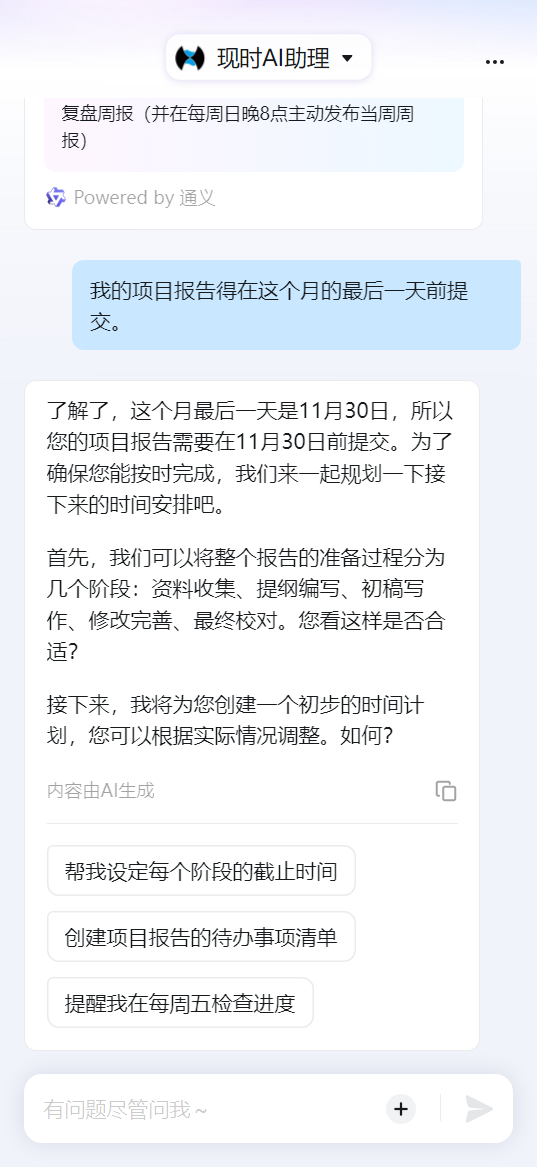 现时AI助理
复盘周报（并在每周日晚8点主动发布当周周
报）
Powered by 通义
我的项目报告得在这个月的最后一天前提
交。
了解了，这个月最后一天是11月30日，所以
您的项目报告需要在11月30日前提交。为了
确保您能按时完成，我们来一起规划一下接
下来的时间安排吧。
首先，我们可以将整个报告的准备过程分为
几个阶段：资料收集、提纲编写、初稿写
作、修改完善、最终校对。您看这样是否合
适？
接下来，我将为您创建一个初步的时间计
划，您可以根据实际情况调整。如何？
内容由AI生成
帮我设定每个阶段的截止时间
创建项目报告的待办事项清单
提醒我在每周五检查进度
有问题尽管问我～